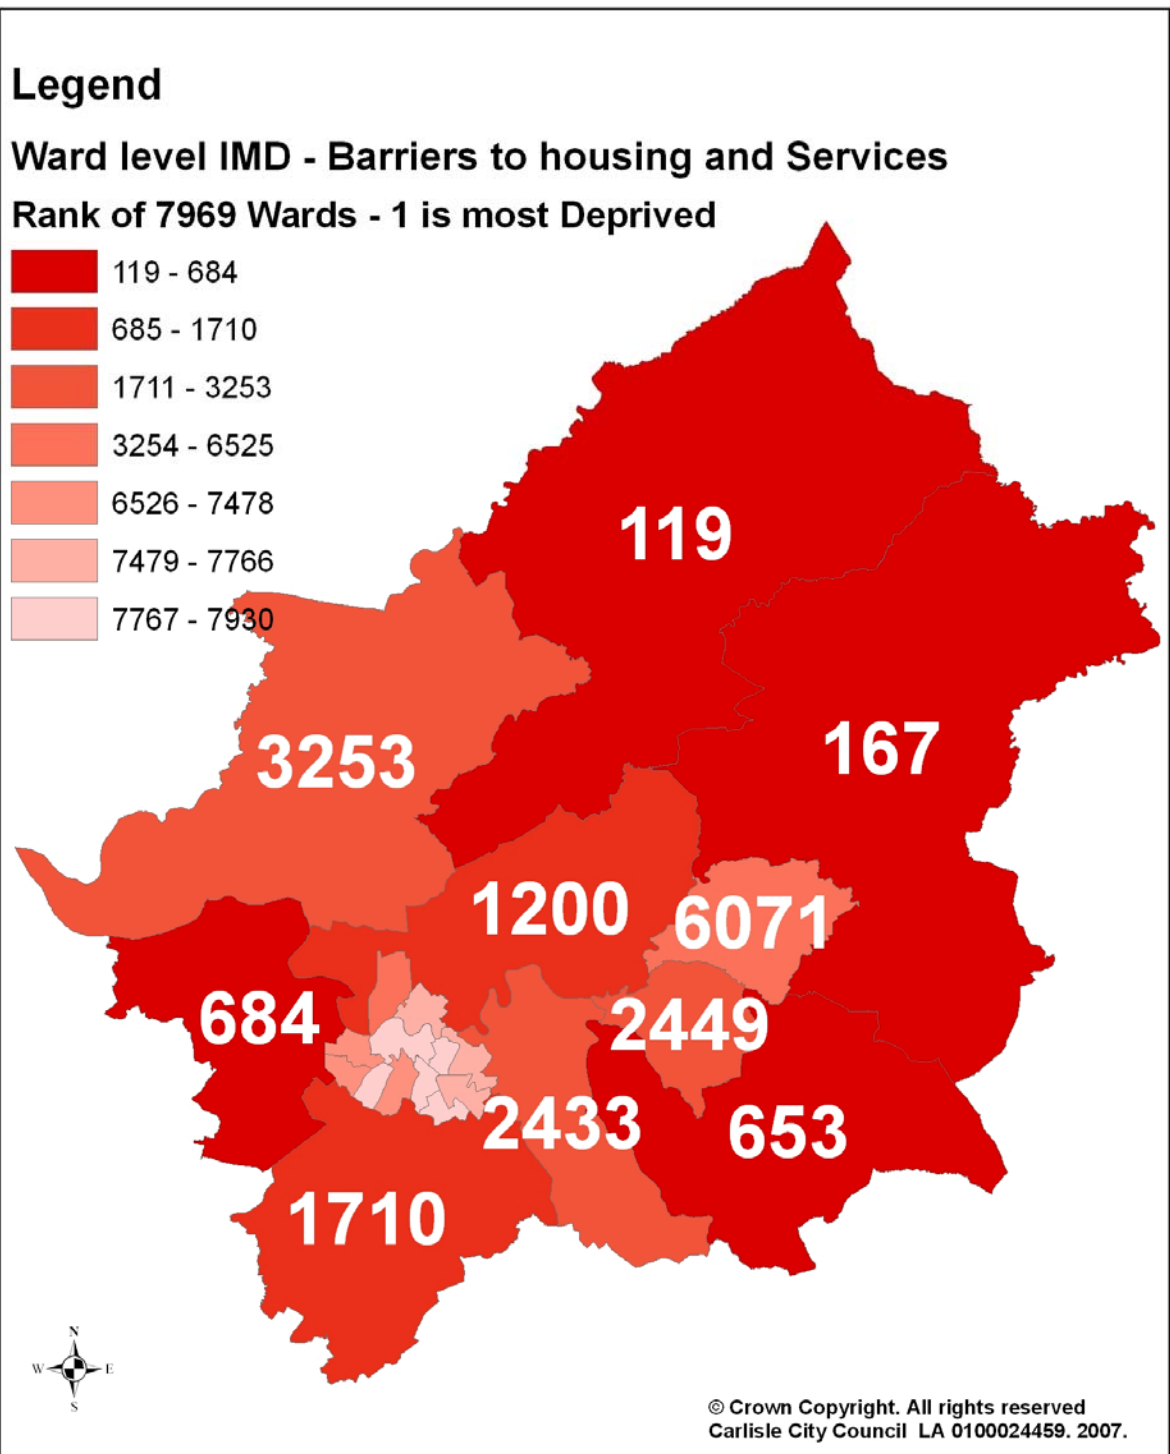 Legend
Ward level IMD - Barriers to housing and Services
Rank of 7969 Wards - 1 is most Deprived
119 - 684
685 - 1710
1711 - 3253
3254 - 6525
6526 - 7478
7479 - 7766
7767 - 7930
119
167
3253
1200
6071
684
2449
2433
653
1710
N
W E
S
© Crown Copyright. All rights reserved
Carlisle City Council LA 0100024459. 2007.